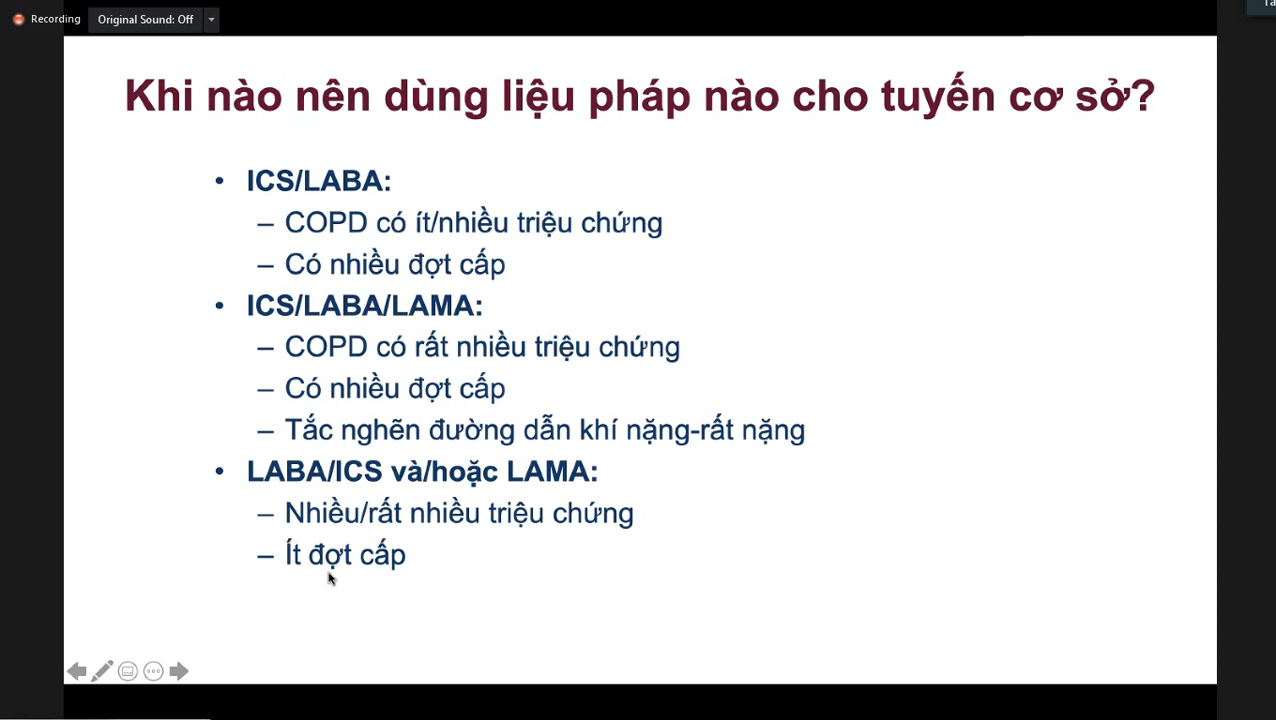 Recording
Original Sound: Off
Ta
Khi nào nên dùng liệu pháp nào cho tuyến cơ sở?
• ICS/LABA:
– COPD có ít/nhiều triệu chứng
– Có nhiều đợt cấp
• ICS/LABA/LAMA:
– COPD có rất nhiều triệu chứng
– Có nhiều đợt cấp
– Tắc nghẽn đường dẫn khí nặng-rất nặng
• LABA/ICS và/hoặc LAMA:
– Nhiều/rất nhiều triệu chứng
– Ít đợt cấp